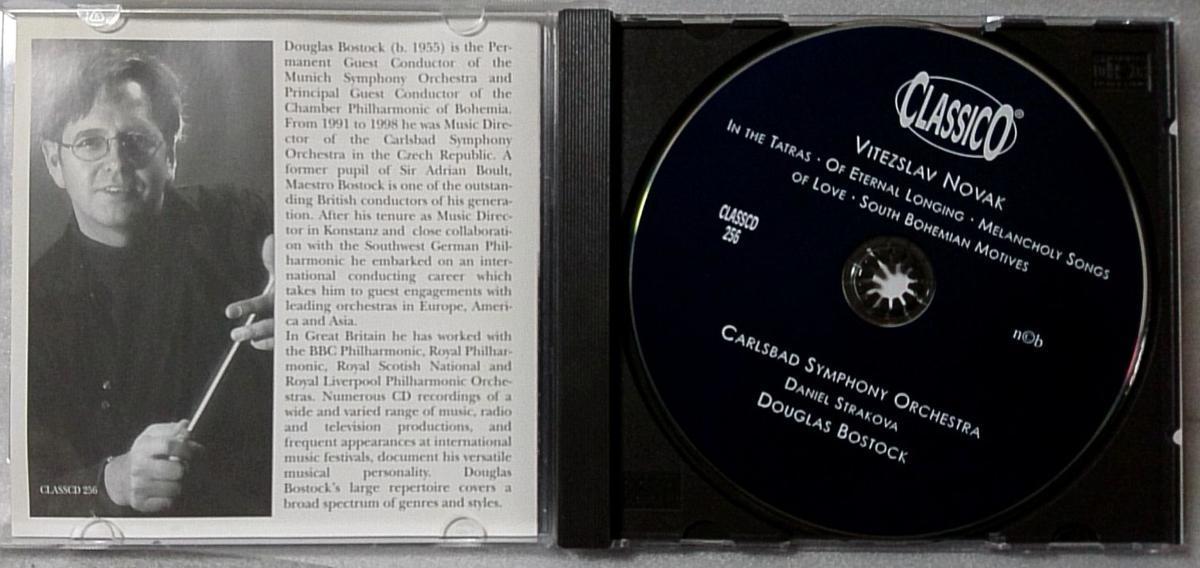 Douglas Bostock (b. 1955) is the Per-
manent Guest Conductor of the
Munich Symphony Orchestra and
Principal Guest Conductor of the
Chamber Philharmonic of Bohemia.
From 1991 to 1998 he was Music Dire-
ctor of the Carlsbad Symphony
Orchestra in the Czech Republic. A
former pupil of Sir Adrian Boult,
Maestro Bostock is one of the outstan-
ding British conductors of his genera-
tion. After his tenure as Music Direc-
tor in Konstanz and close collaborati-
on with the Southwest German Phil-
harmonic he embarked on an inter-
national conducting career which
takes him to guest engagements with
leading orchestras in Europe, Ameri-
ca and Asia.
In Great Britain he has worked with
the BBC Philharmonic, Royal Philhar-
monic, Royal Scotish National and
Royal Liverpool Philharmonic Orche-
stras. Numerous CD recordings of a
wide and varied range of music, radio
and television productions, and
frequent appearances at international
music festivals, document his versatile
musical personality. Douglas
Bostock's large repertoire covers a
broad spectrum of genres and styles.
CLASSCD 256
CLASSICO®
VITEZSLAV NOVAK
IN THE TATRAS · OF ETERNAL LONGING · MELANCHOLY SONGS
OF LOVE · SOUTH BOHEMIAN MOTIVES
CLASSCD
256
n©b
CARLSBAD SYMPHONY ORCHESTRA
DANIEL STRAKOVA
DOUGLAS BOSTOCK